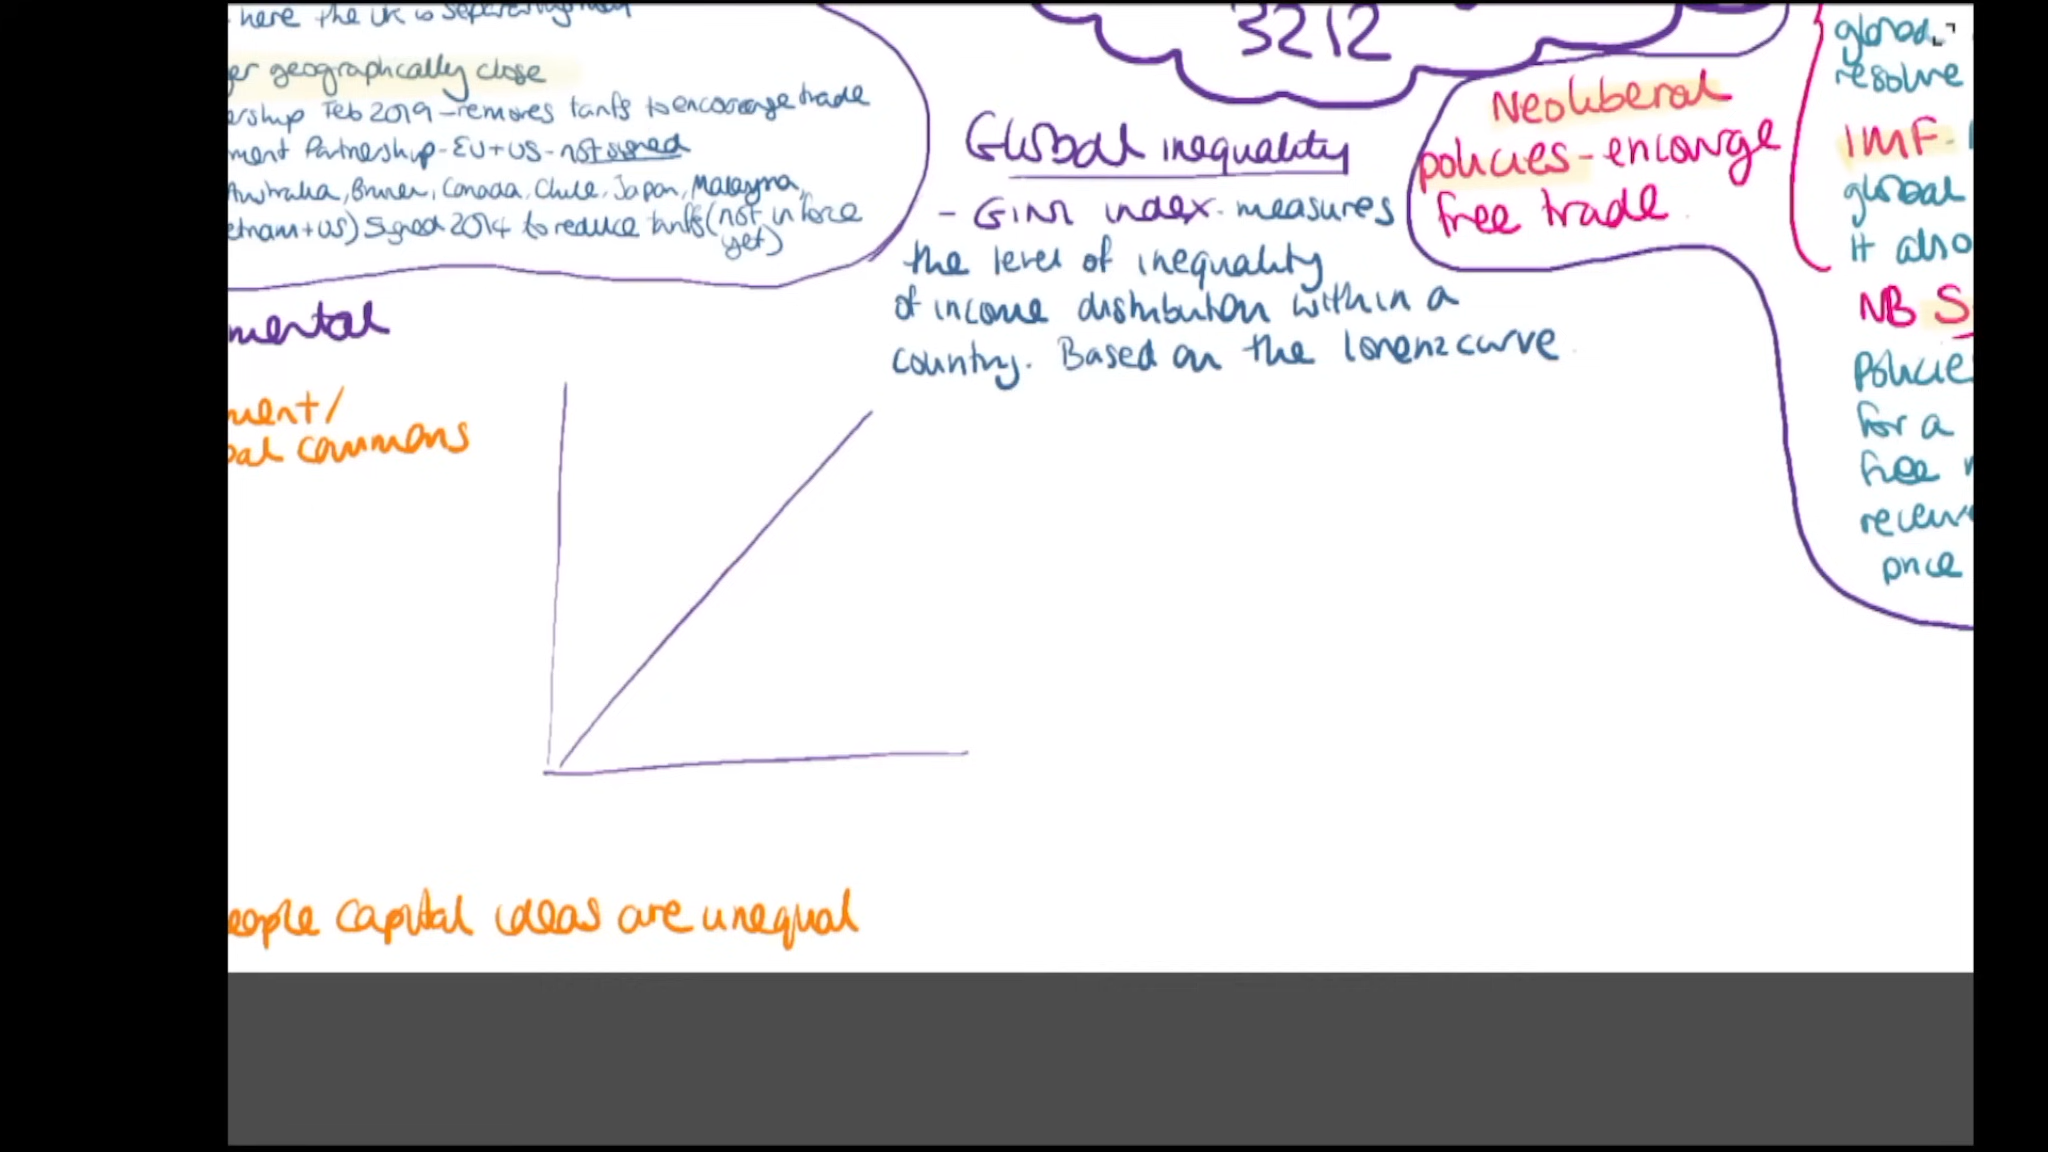 here the UK is
geographically close
ership Feb 2019 - removes tarifs to encourage trade
ment Partnership - EU + US - not signed
Australia, Brunei, Canada, Chile, Japan, Malaysia,
etnam + US) Signed 2014 to reduce tarifs (not in force
yet)
mental
ment/
bal commons
3212
Global inequality
- GINI index - measures
the level of inequality
of income distribution within a
country. Based on the lorenz curve
Neoliberal
policies - encourage
free trade
global
resolve
IMF -
global
It also
NB S
Policie
for a
free
price
eople capital ideas are unequal